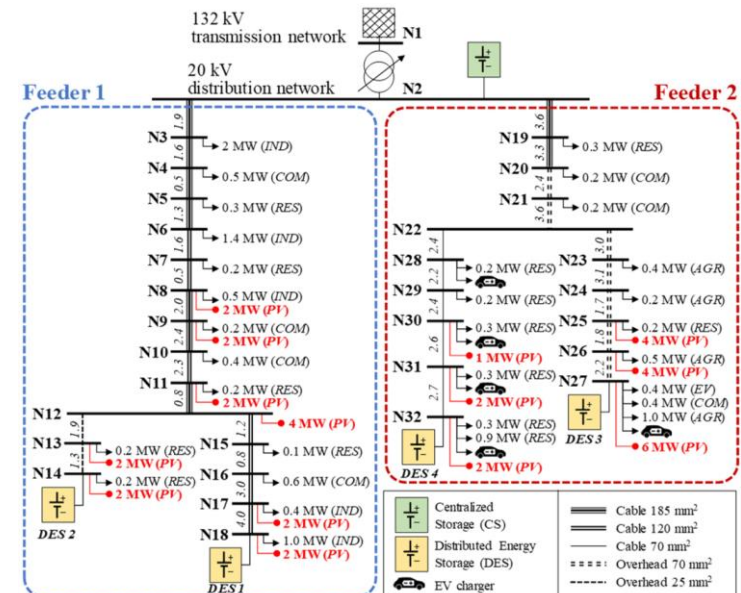 132 kV
transmission network
N1
20 kV
distribution network
N2
Feeder 1
Feeder 2
1.9
N3
2 MW (IND)
1.6
N4
0.5 MW (COM)
0.5
N5
0.3 MW (RES)
1.3
N6
1.4 MW (IND)
1.6
N7
0.2 MW (RES)
0.5
N8
0.5 MW (IND)
2 MW (PV)
2.0
N9
0.2 MW (COM)
2 MW (PV)
2.4
N10
0.4 MW (COM)
2.3
N11
0.2 MW (RES)
2 MW (PV)
0.8
N12
4 MW (PV)
1.9
N13
0.2 MW (RES)
2 MW (PV)
1.3
N14
0.2 MW (RES)
2 MW (PV)
DES 2
1.2
N15
0.1 MW (RES)
0.8
N16
0.6 MW (COM)
3.0
N17
0.4 MW (IND)
2 MW (PV)
4.0
N18
1.0 MW (IND)
2 MW (PV)
DES 1
3.6
N19
0.3 MW (RES)
3.3
N20
0.2 MW (COM)
2.4
N21
0.2 MW (COM)
3.6
N22
2.4
N28
0.2 MW (RES)
2.2
N29
0.2 MW (RES)
2.4
N30
0.3 MW (RES)
1 MW (PV)
2.6
N31
0.3 MW (RES)
2 MW (PV)
2.7
N32
0.3 MW (RES)
0.9 MW (RES)
2 MW (PV)
DES 4
3.0
N23
0.4 MW (AGR)
3.1
N24
0.2 MW (AGR)
1.7
N25
0.2 MW (RES)
4 MW (PV)
1.8
N26
0.5 MW (AGR)
4 MW (PV)
2.2
N27
0.4 MW (EV)
0.4 MW (COM)
1.0 MW (AGR)
6 MW (PV)
DES 3
Centralized
Storage (CS)
Distributed Energy
Storage (DES)
EV charger
Cable 185 mm²
Cable 120 mm²
Cable 70 mm²
Overhead 70 mm²
Overhead 25 mm²